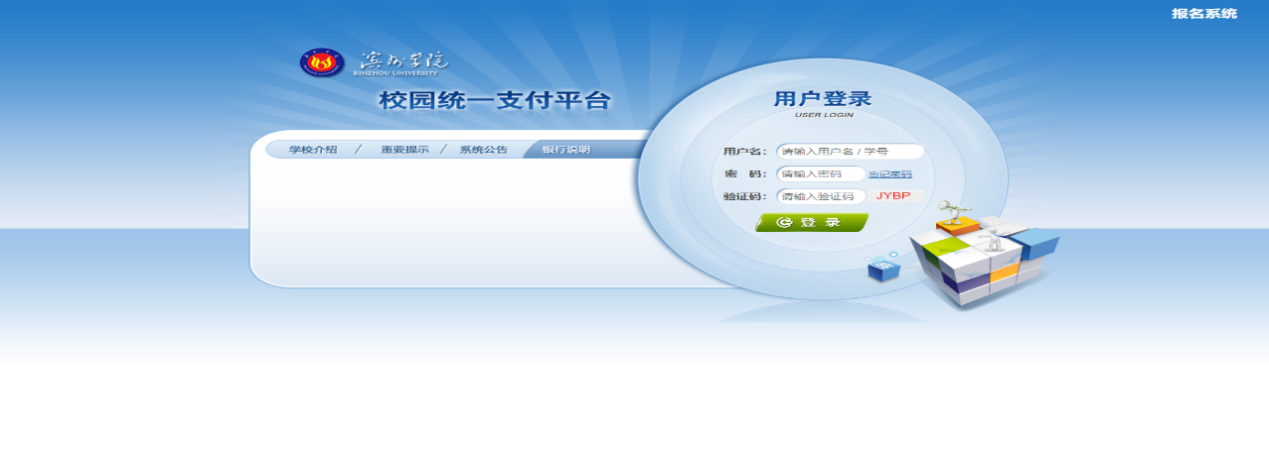 报名系统
滨州学院
BINZHOU UNIVERSITY
校园统一支付平台
学校介绍 / 重要提示 / 系统公告 银行说明
用户登录
USER LOGIN
用户名： 请输入用户名 / 学号
密 码： 请输入密码 忘记密码
验证码： 请输入验证码 JYBP
登 录